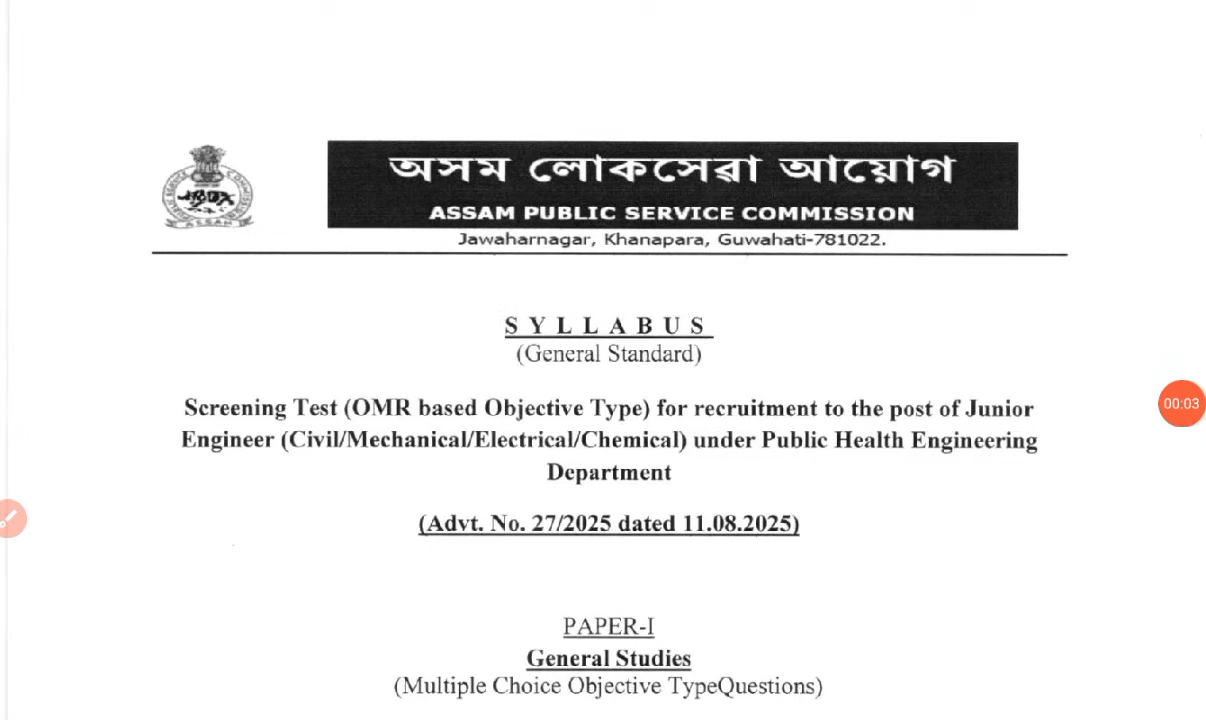 অসম লোকসেৱা আয়োগ
ASSAM PUBLIC SERVICE COMMISSION
Jawaharnagar, Khanapara, Guwahati-781022.
SYLLABUS
(General Standard)
Screening Test (OMR based Objective Type) for recruitment to the post of Junior
Engineer (Civil/Mechanical/Electrical/Chemical) under Public Health Engineering
Department
(Advt. No. 27/2025 dated 11.08.2025)
00:03
PAPER-I
General Studies
(Multiple Choice Objective TypeQuestions)